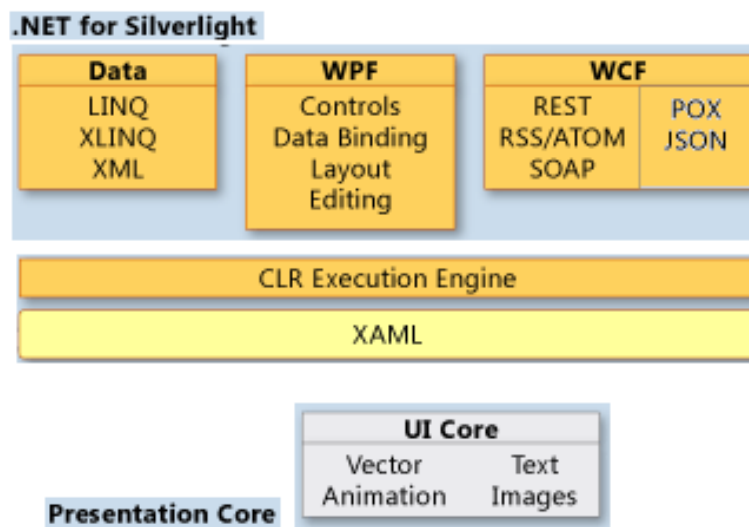 .NET for Silverlight
Data
LINQ
XLINQ
XML
WPF
Controls
Data Binding
Layout
Editing
WCF
REST
RSS/ATOM
SOAP
POX
JSON
CLR Execution Engine
XAML
UI Core
Vector Text
Animation Images
Presentation Core